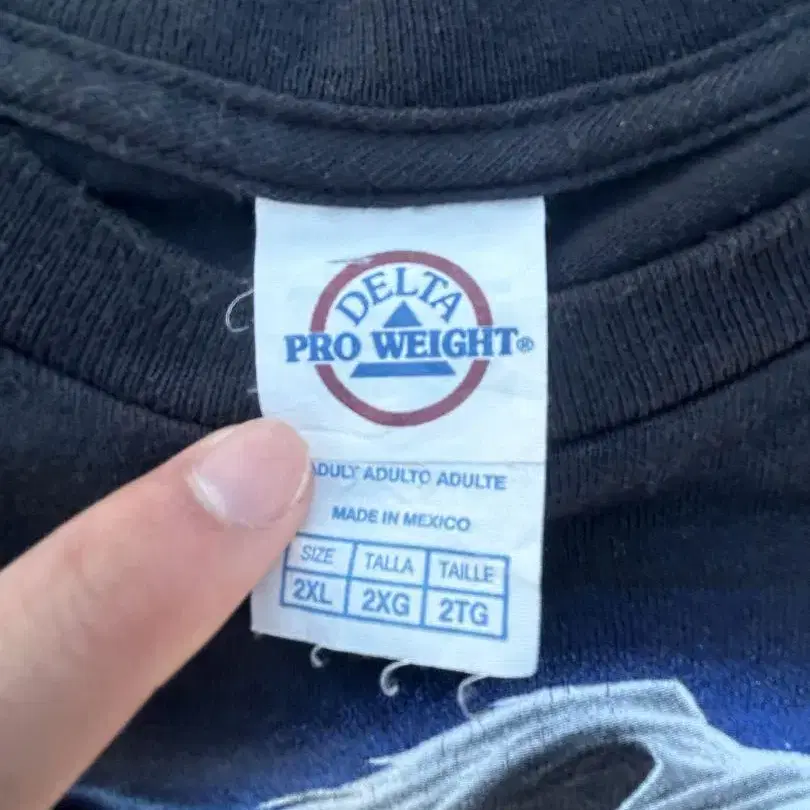 DELTA
PRO WEIGHT®
ADULT ADULTO ADULTE
MADE IN MEXICO
SIZE TALLA TAILLE
2XL 2XG 2TG